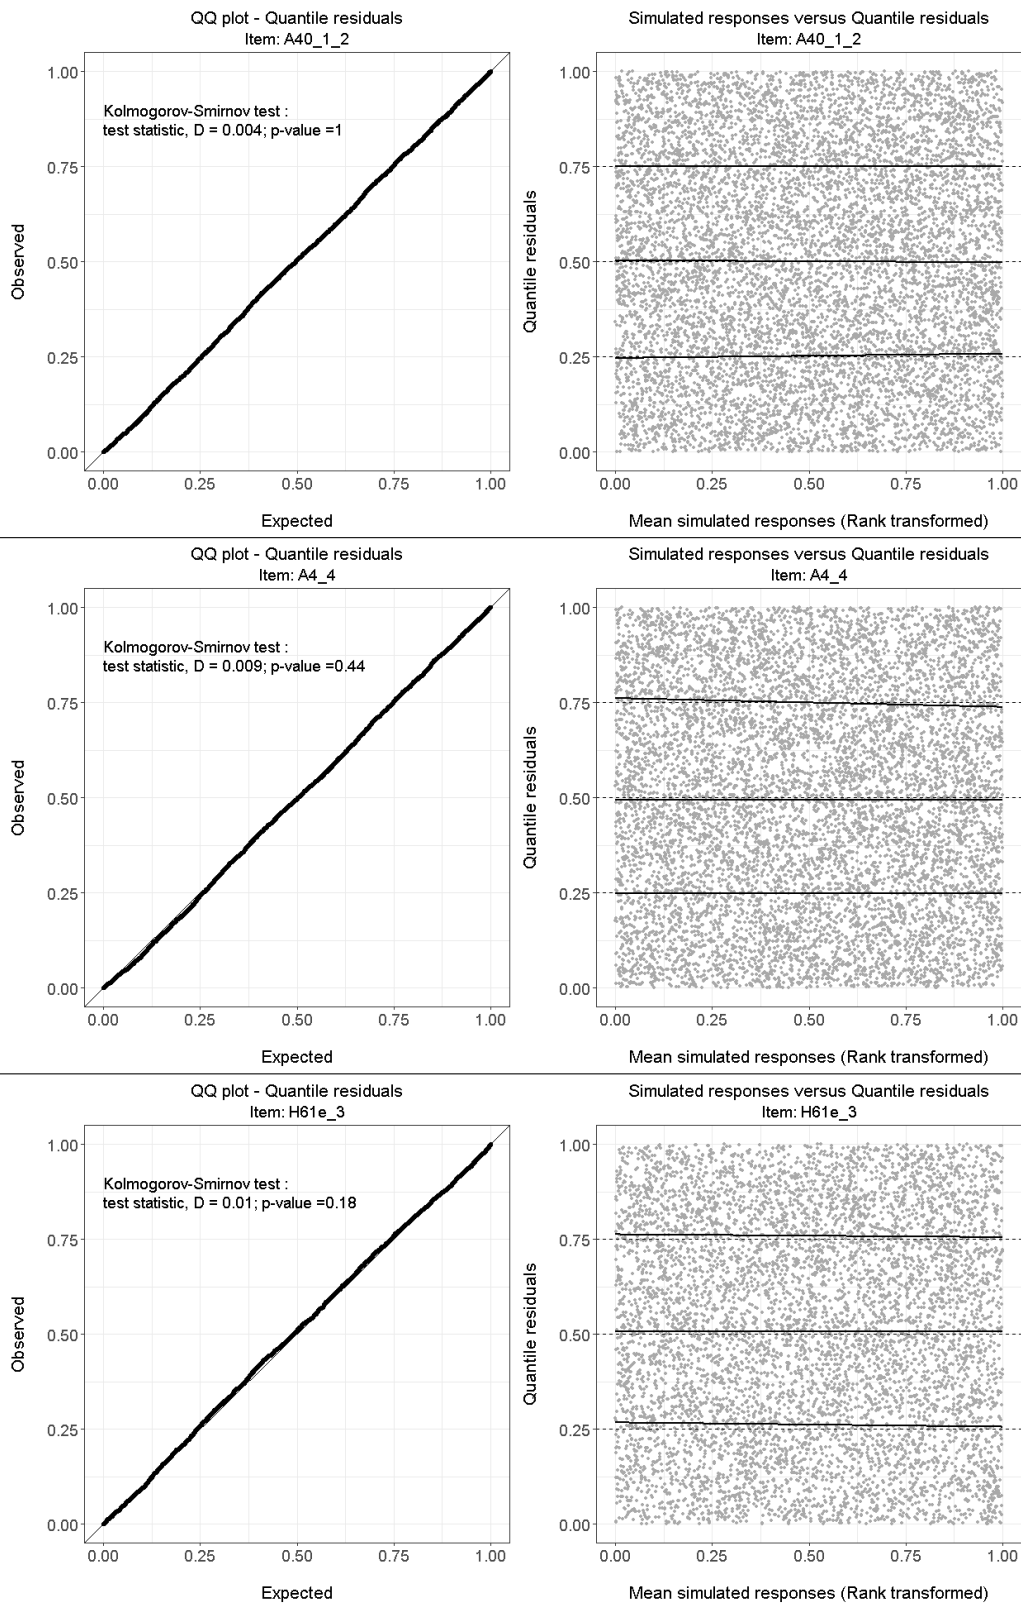 QQ plot - Quantile residuals
Item: A40_1_2
Kolmogorov-Smirnov test :
test statistic, D = 0.004; p-value =1
1.00
0.75
0.50
0.25
0.00
Observed
0.00 0.25 0.50 0.75 1.00
Expected
Simulated responses versus Quantile residuals
Item: A40_1_2
1.00
0.75
0.50
0.25
0.00
Quantile residuals
0.00 0.25 0.50 0.75 1.00
Mean simulated responses (Rank transformed)
QQ plot - Quantile residuals
Item: A4_4
Kolmogorov-Smirnov test :
test statistic, D = 0.009; p-value =0.44
1.00
0.75
0.50
0.25
0.00
Observed
0.00 0.25 0.50 0.75 1.00
Expected
Simulated responses versus Quantile residuals
Item: A4_4
1.00
0.75
0.50
0.25
0.00
Quantile residuals
0.00 0.25 0.50 0.75 1.00
Mean simulated responses (Rank transformed)
QQ plot - Quantile residuals
Item: H61e_3
Kolmogorov-Smirnov test :
test statistic, D = 0.01; p-value =0.18
1.00
0.75
0.50
0.25
0.00
Observed
0.00 0.25 0.50 0.75 1.00
Expected
Simulated responses versus Quantile residuals
Item: H61e_3
1.00
0.75
0.50
0.25
0.00
Quantile residuals
0.00 0.25 0.50 0.75 1.00
Mean simulated responses (Rank transformed)